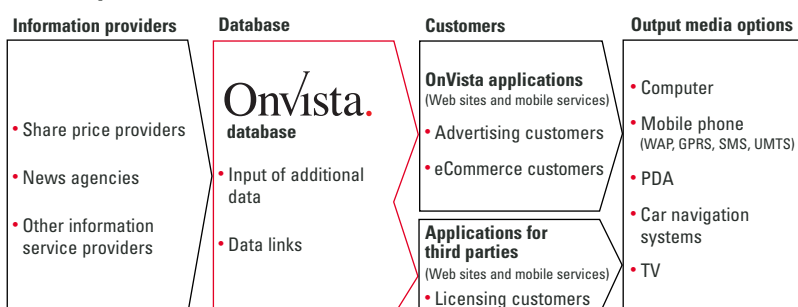 Information providers
• Share price providers
• News agencies
• Other information
service providers
Database
Onvista.
database
• Input of additional
data
• Data links
Customers
OnVista applications
(Web sites and mobile services)
• Advertising customers
• eCommerce customers
Applications for
third parties
(Web sites and mobile services)
• Licensing customers
Output media options
• Computer
• Mobile phone
(WAP, GPRS, SMS, UMTS)
• PDA
• Car navigation
systems
• TV